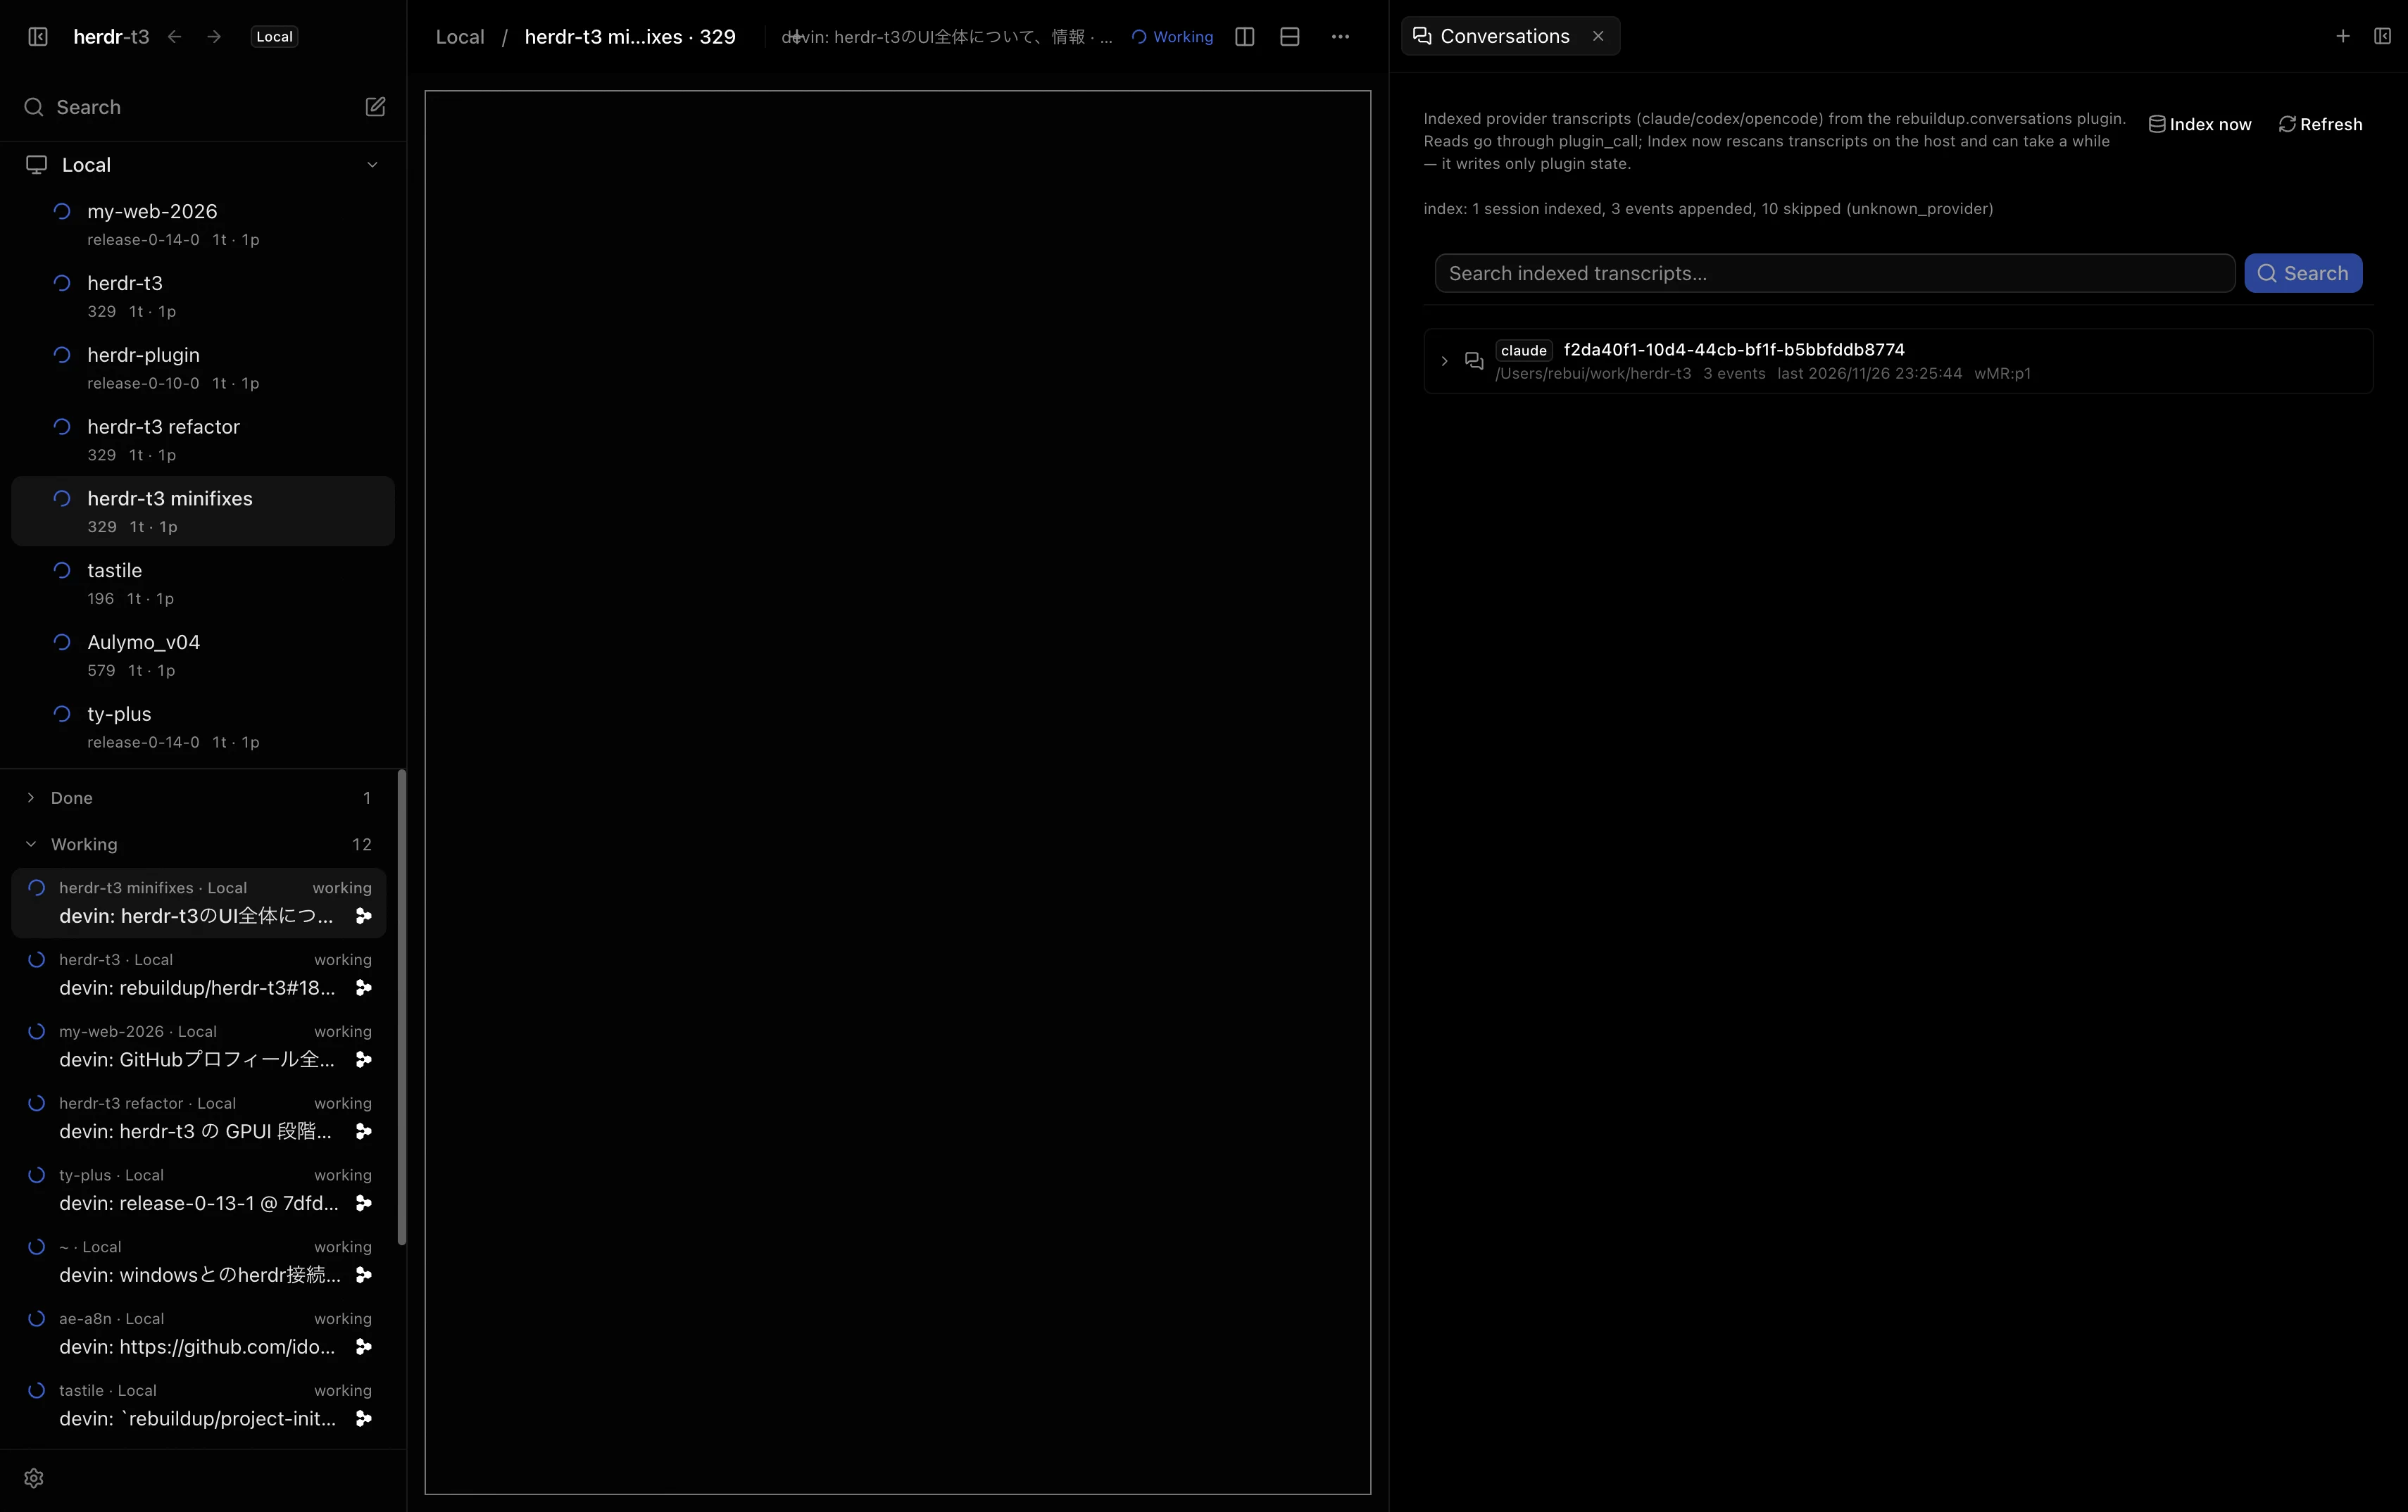 herdr-t3
Local
Search
Local
my-web-2026
release-0-14-0 1t · 1p
herdr-t3
329 1t · 1p
herdr-plugin
release-0-10-0 1t · 1p
herdr-t3 refactor
329 1t · 1p
herdr-t3 minifixes
329 1t · 1p
tastile
196 1t · 1p
Aulymo_v04
579 1t · 1p
ty-plus
release-0-14-0 1t · 1p
Done 1
Working 12
herdr-t3 minifixes · Local working
devin: herdr-t3のUI全体につ...
herdr-t3 · Local working
devin: rebuildup/herdr-t3#18...
my-web-2026 · Local working
devin: GitHubプロフィール全...
herdr-t3 refactor · Local working
devin: herdr-t3 の GPUI 段階...
ty-plus · Local working
devin: release-0-13-1 @ 7dfd...
~ · Local working
devin: windowsとのherdr接続...
ae-a8n · Local working
devin: https://github.com/ido...
tastile · Local working
devin: `rebuildup/project-init...
Local / herdr-t3 mi...ixes · 329
devin: herdr-t3のUI全体について、情報 · ...
Working
Conversations
Indexed provider transcripts (claude/codex/opencode) from the rebuildup.conversations plugin.
Reads go through plugin_call; Index now rescans transcripts on the host and can take a while
— it writes only plugin state.
Index now
Refresh
index: 1 session indexed, 3 events appended, 10 skipped (unknown_provider)
Search indexed transcripts...
Search
claude f2da40f1-10d4-44cb-bf1f-b5bbfddb8774
/Users/rebui/work/herdr-t3 3 events last 2026/11/26 23:25:44 wMR:p1